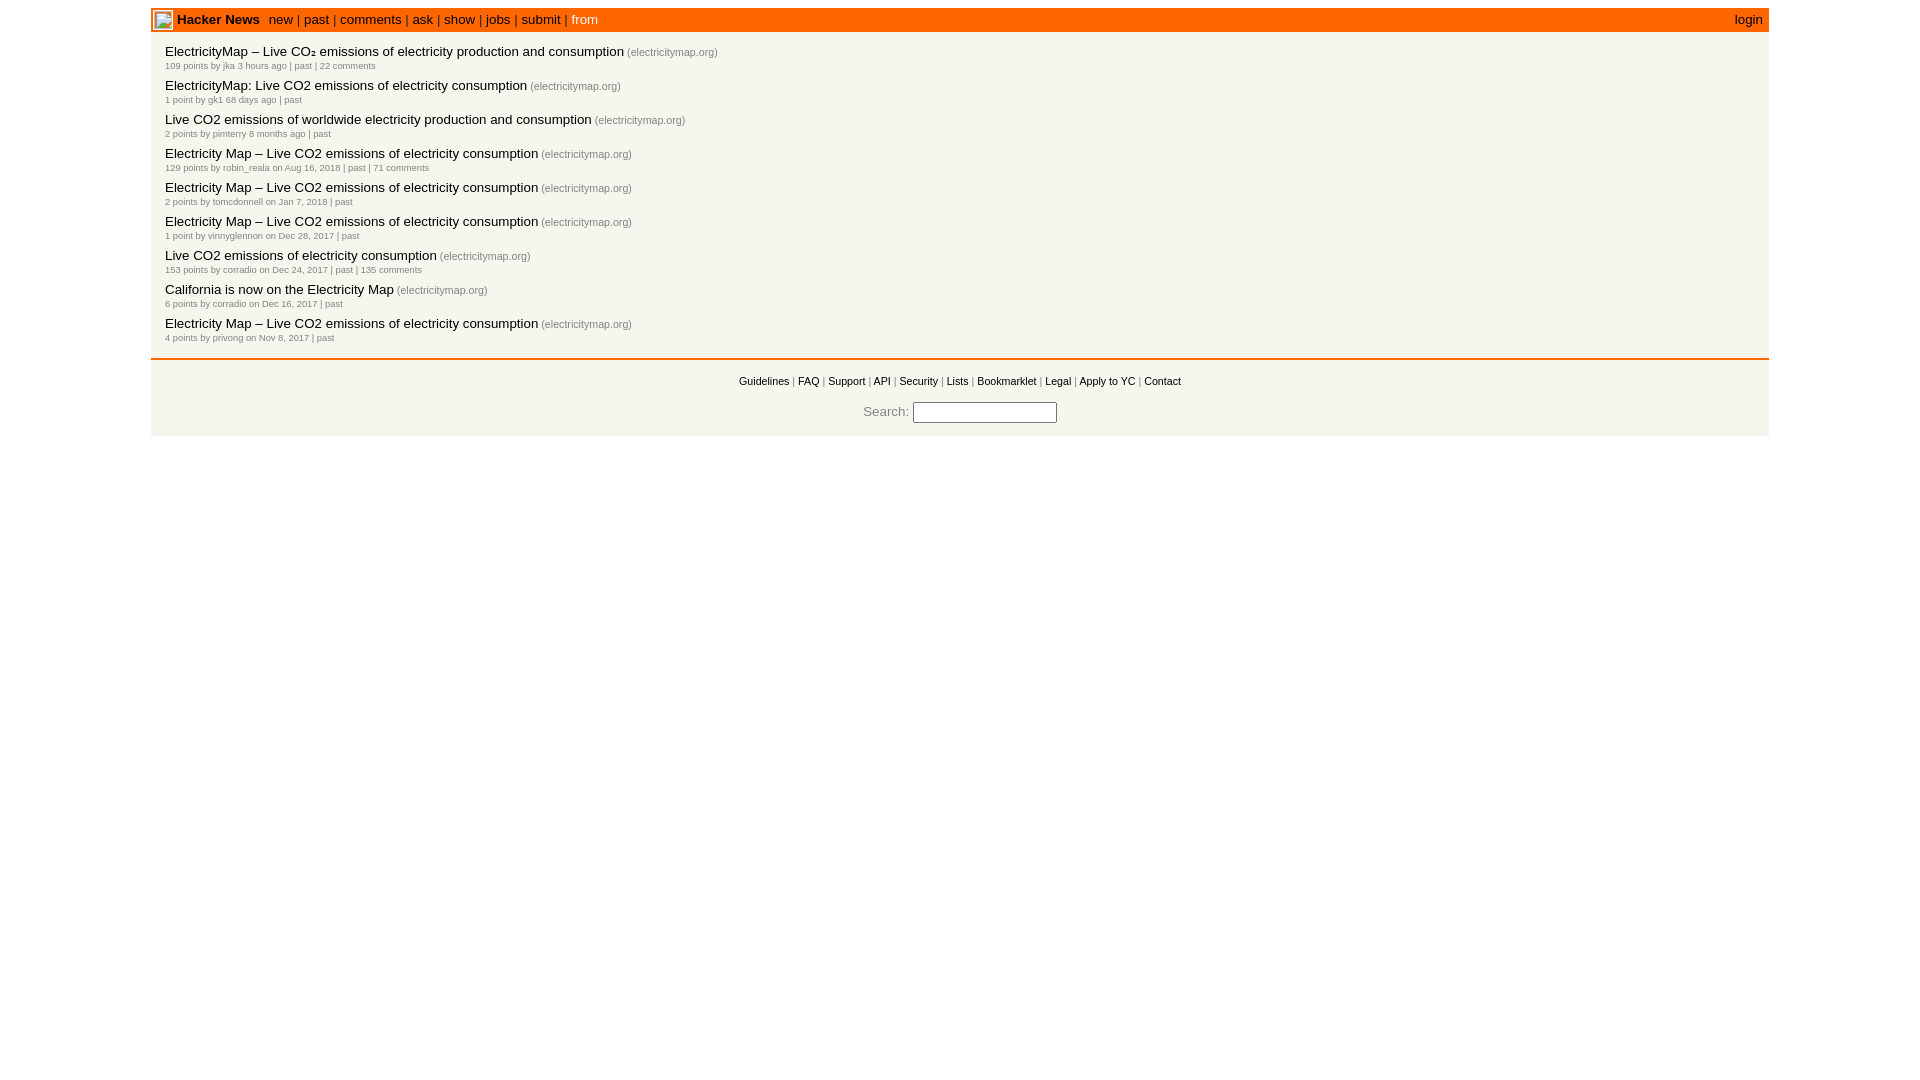 Hacker News new | past | comments | ask | show | jobs | submit | from login
ElectricityMap – Live CO₂ emissions of electricity production and consumption (electricitymap.org)
109 points by jka 3 hours ago | past | 22 comments
ElectricityMap: Live CO2 emissions of electricity consumption (electricitymap.org)
1 point by gk1 68 days ago | past
Live CO2 emissions of worldwide electricity production and consumption (electricitymap.org)
2 points by pimterry 8 months ago | past
Electricity Map – Live CO2 emissions of electricity consumption (electricitymap.org)
129 points by robin_reala on Aug 16, 2018 | past | 71 comments
Electricity Map – Live CO2 emissions of electricity consumption (electricitymap.org)
2 points by tomcdonnell on Jan 7, 2018 | past
Electricity Map – Live CO2 emissions of electricity consumption (electricitymap.org)
1 point by vinnyglennon on Dec 28, 2017 | past
Live CO2 emissions of electricity consumption (electricitymap.org)
153 points by corradio on Dec 24, 2017 | past | 135 comments
California is now on the Electricity Map (electricitymap.org)
6 points by corradio on Dec 16, 2017 | past
Electricity Map – Live CO2 emissions of electricity consumption (electricitymap.org)
4 points by privong on Nov 8, 2017 | past
Guidelines | FAQ | Support | API | Security | Lists | Bookmarklet | Legal | Apply to YC | Contact
Search: